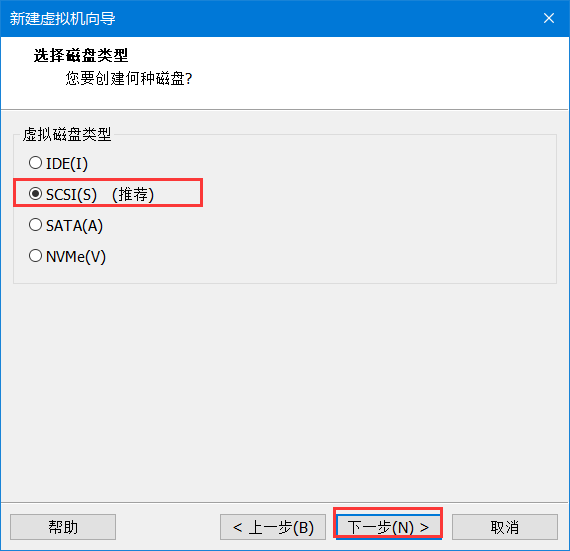 新建虚拟机向导
选择磁盘类型
您要创建何种磁盘?
虚拟磁盘类型
IDE(I)
SCSI(S) (推荐)
SATA(A)
NVMe(V)
帮助 < 上一步(B) 下一步(N) > 取消